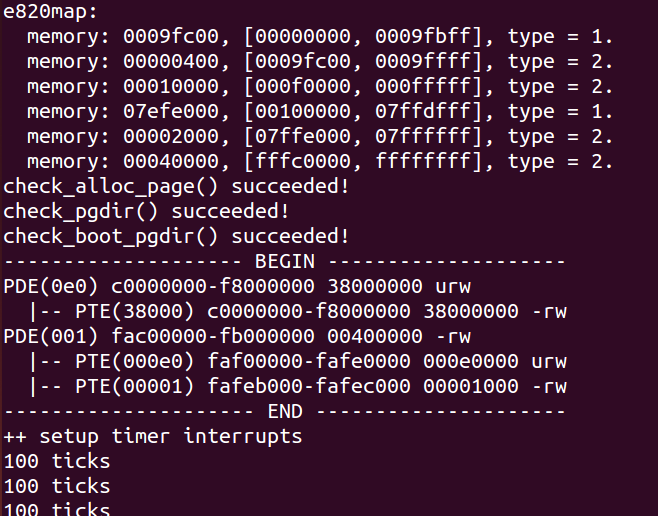 e820map:
  memory: 0009fc00, [00000000, 0009fbff], type = 1.
  memory: 00000400, [0009fc00, 0009ffff], type = 2.
  memory: 00010000, [000f0000, 000fffff], type = 2.
  memory: 07efe000, [00100000, 07ffdfff], type = 1.
  memory: 00002000, [07ffe000, 07ffffff], type = 2.
  memory: 00040000, [fffc0000, ffffffff], type = 2.
check_alloc_page() succeeded!
check_pgdir() succeeded!
check_boot_pgdir() succeeded!
-------------------- BEGIN --------------------
PDE(0e0) c0000000-f8000000 38000000 urw
  |-- PTE(38000) c0000000-f8000000 38000000 -rw
PDE(001) fac00000-fb000000 00400000 -rw
  |-- PTE(000e0) faf00000-fafe0000 000e0000 urw
  |-- PTE(00001) fafeb000-fafec000 00001000 -rw
--------------------- END ---------------------
++ setup timer interrupts
100 ticks
100 ticks
100 ticks